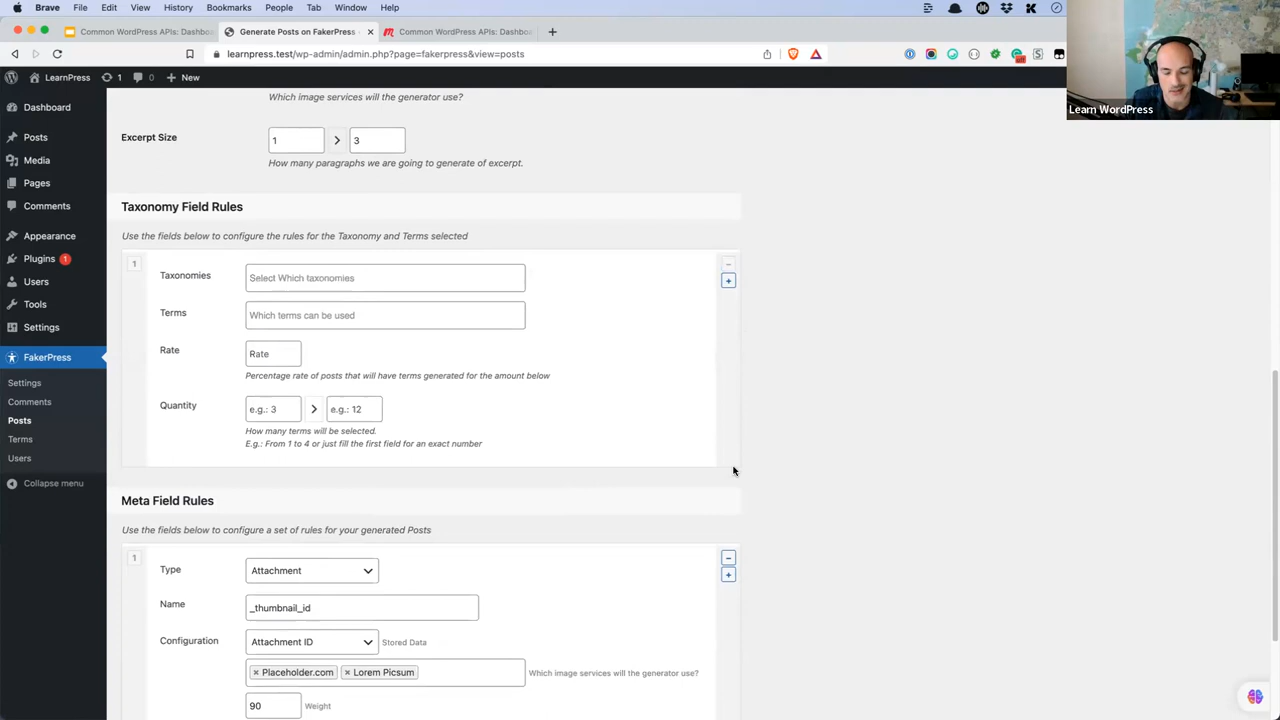 Brave File Edit View History Bookmarks People Tab Window Help
Common WordPress APIs: Dashbo
Generate Posts on FakerPress
Common WordPress APIs: Dashboa
learnpress.test/wp-admin/admin.php?page=fakerpress&view=posts
LearnPress 1 0 New
Learn WordPress
Dashboard
Posts
Media
Pages
Comments
Appearance
Plugins 1
Users
Tools
Settings
FakerPress
Settings
Comments
Posts
Terms
Users
Collapse menu
Which image services will the generator use?
Excerpt Size
1 3
How many paragraphs we are going to generate of excerpt.
Taxonomy Field Rules
Use the fields below to configure the rules for the Taxonomy and Terms selected
1
Taxonomies
Select Which taxonomies
Terms
Which terms can be used
Rate
Rate
Percentage rate of posts that will have terms generated for the amount below
Quantity
e.g.: 3 e.g.: 12
How many terms will be selected.
E.g.: From 1 to 4 or just fill the first field for an exact number
Meta Field Rules
Use the fields below to configure a set of rules for your generated Posts
1
Type
Attachment
Name
_thumbnail_id
Configuration
Attachment ID Stored Data
× Placeholder.com × Lorem Picsum Which image services will the generator use?
90 Weight